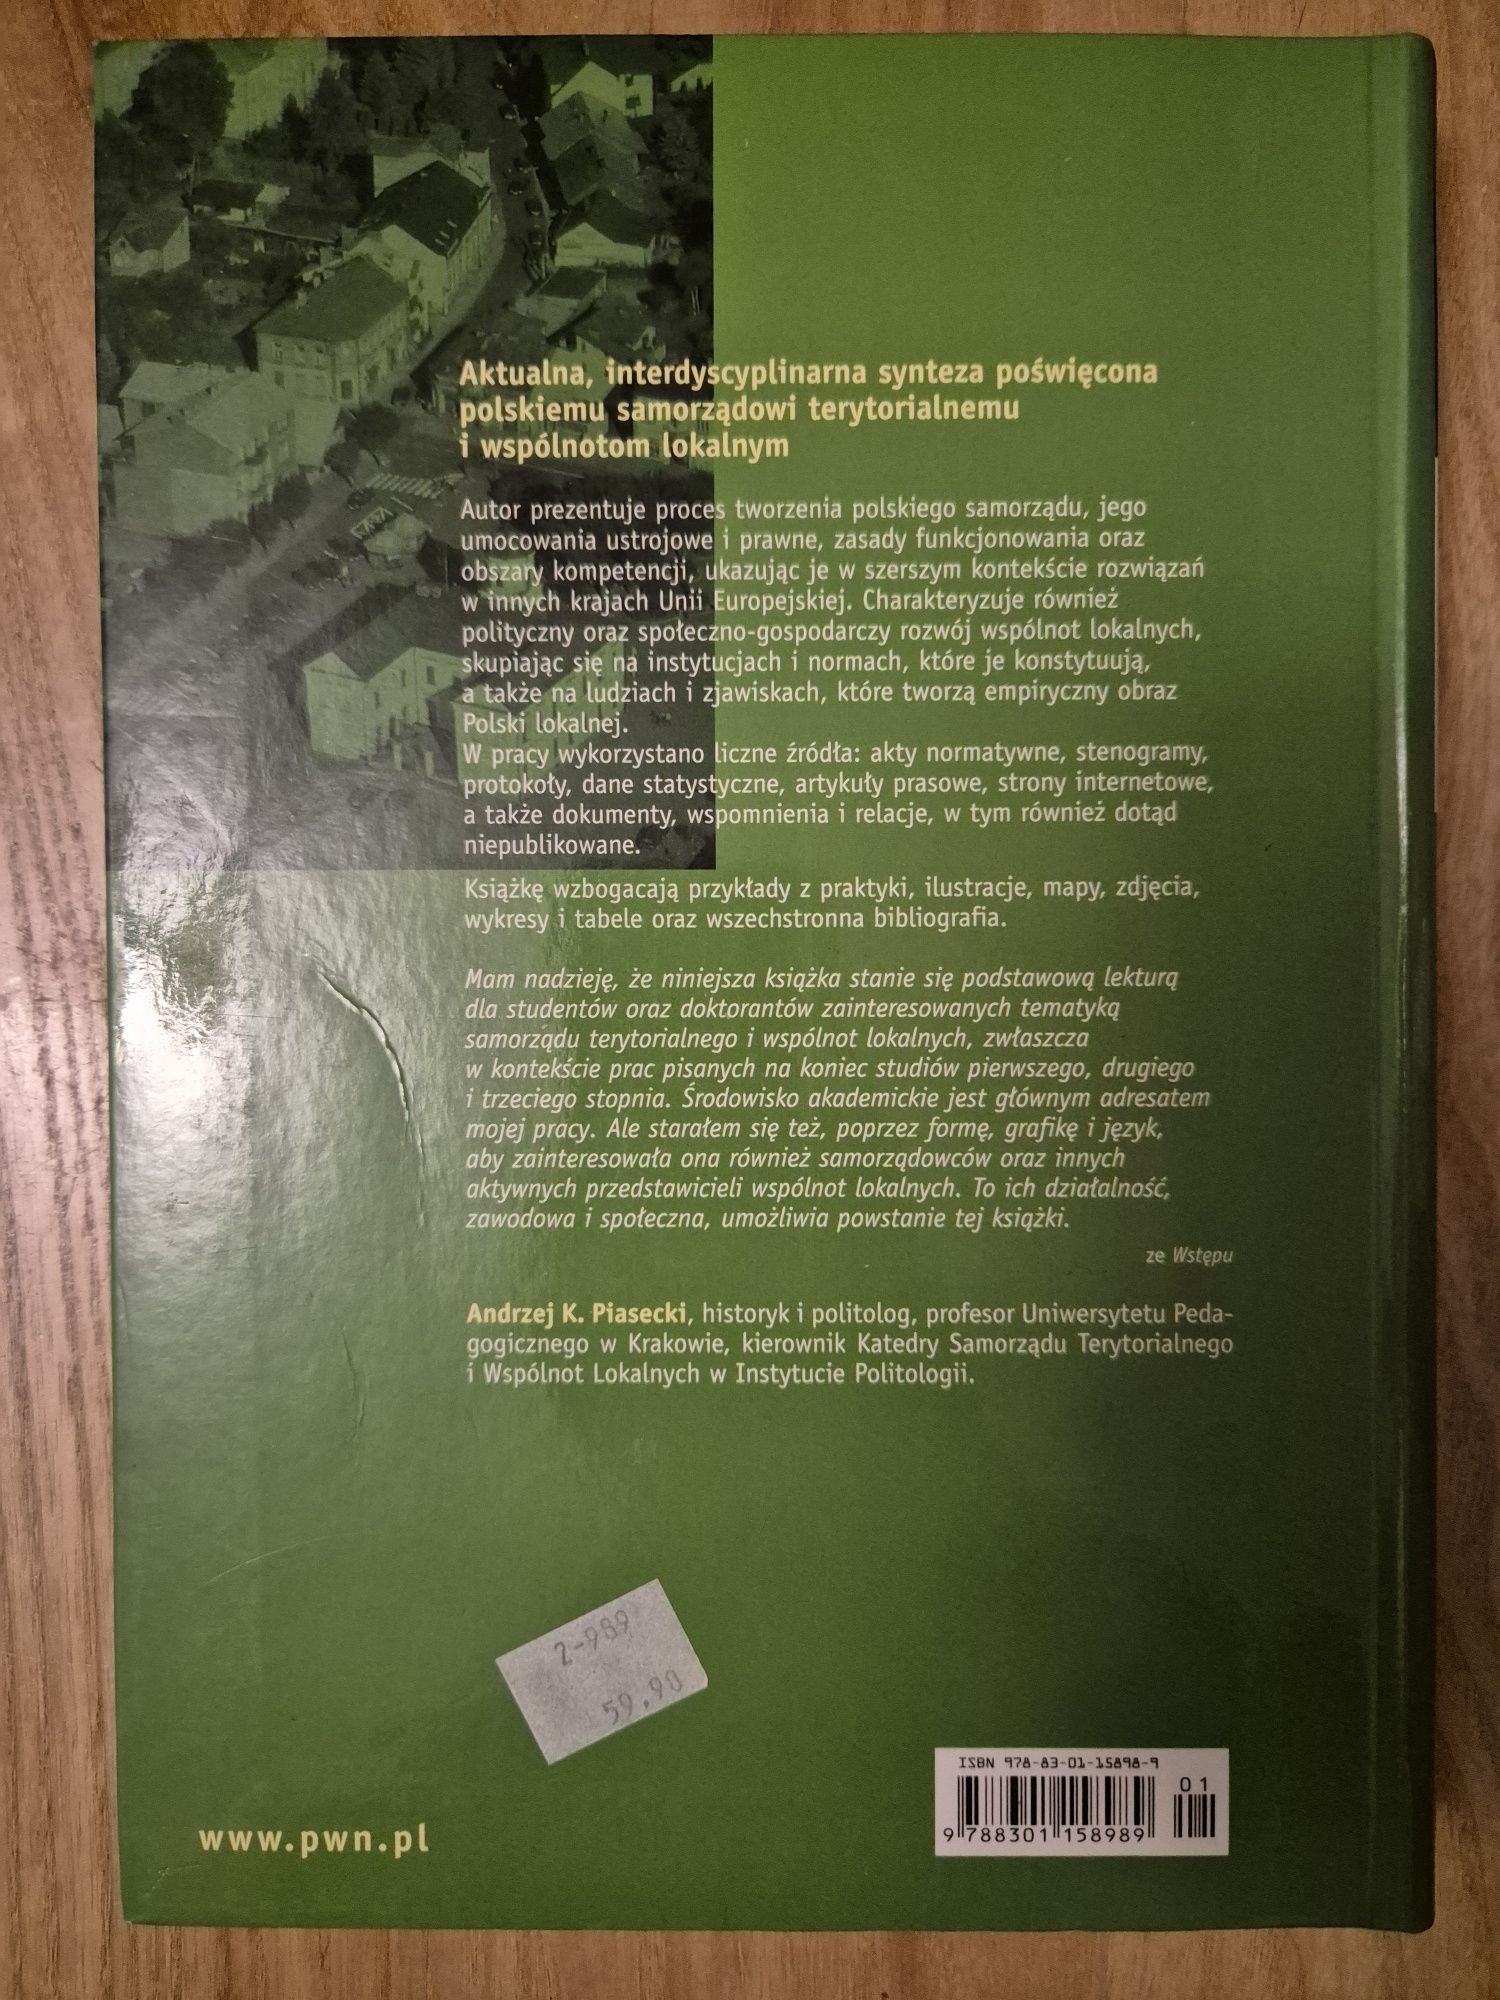 Aktualna, interdyscyplinarna synteza poświęcona
polskiemu samorządowi terytorialnemu
i wspólnotom lokalnym
Autor prezentuje proces tworzenia polskiego samorządu, jego
umocowania ustrojowe i prawne, zasady funkcjonowania oraz
obszary kompetencji, ukazując je w szerszym kontekście rozwiązań
w innych krajach Unii Europejskiej. Charakteryzuje również
polityczny oraz społeczno-gospodarczy rozwój wspólnot lokalnych,
skupiając się na instytucjach i normach, które je konstytuują,
a także na ludziach i zjawiskach, które tworzą empiryczny obraz
Polski lokalnej.
W pracy wykorzystano liczne źródła: akty normatywne, stenogramy,
protokoły, dane statystyczne, artykuły prasowe, strony internetowe,
a także dokumenty, wspomnienia i relacje, w tym również dotąd
niepublikowane.
Książkę wzbogacają przykłady z praktyki, ilustracje, mapy, zdjęcia,
wykresy i tabele oraz wszechstronna bibliografia.
Mam nadzieję, że niniejsza książka stanie się podstawową lekturą
dla studentów oraz doktorantów zainteresowanych tematyką
samorządu terytorialnego i wspólnot lokalnych, zwłaszcza
w kontekście prac pisanych na koniec studiów pierwszego, drugiego
i trzeciego stopnia. Środowisko akademickie jest głównym adresatem
mojej pracy. Ale starałem się też, poprzez formę, grafikę i język,
aby zainteresowała ona również samorządowców oraz innych
aktywnych przedstawicieli wspólnot lokalnych. To ich działalność,
zawodowa i społeczna, umożliwia powstanie tej książki.
ze Wstępu
Andrzej K. Piasecki, historyk i politolog, profesor Uniwersytetu Peda-
gogicznego w Krakowie, kierownik Katedry Samorządu Terytorialnego
i Wspólnot Lokalnych w Instytucie Politologii.
2-989
59.90
ISBN 978-83-01-15898-9
01
9 788301 158989
www.pwn.pl